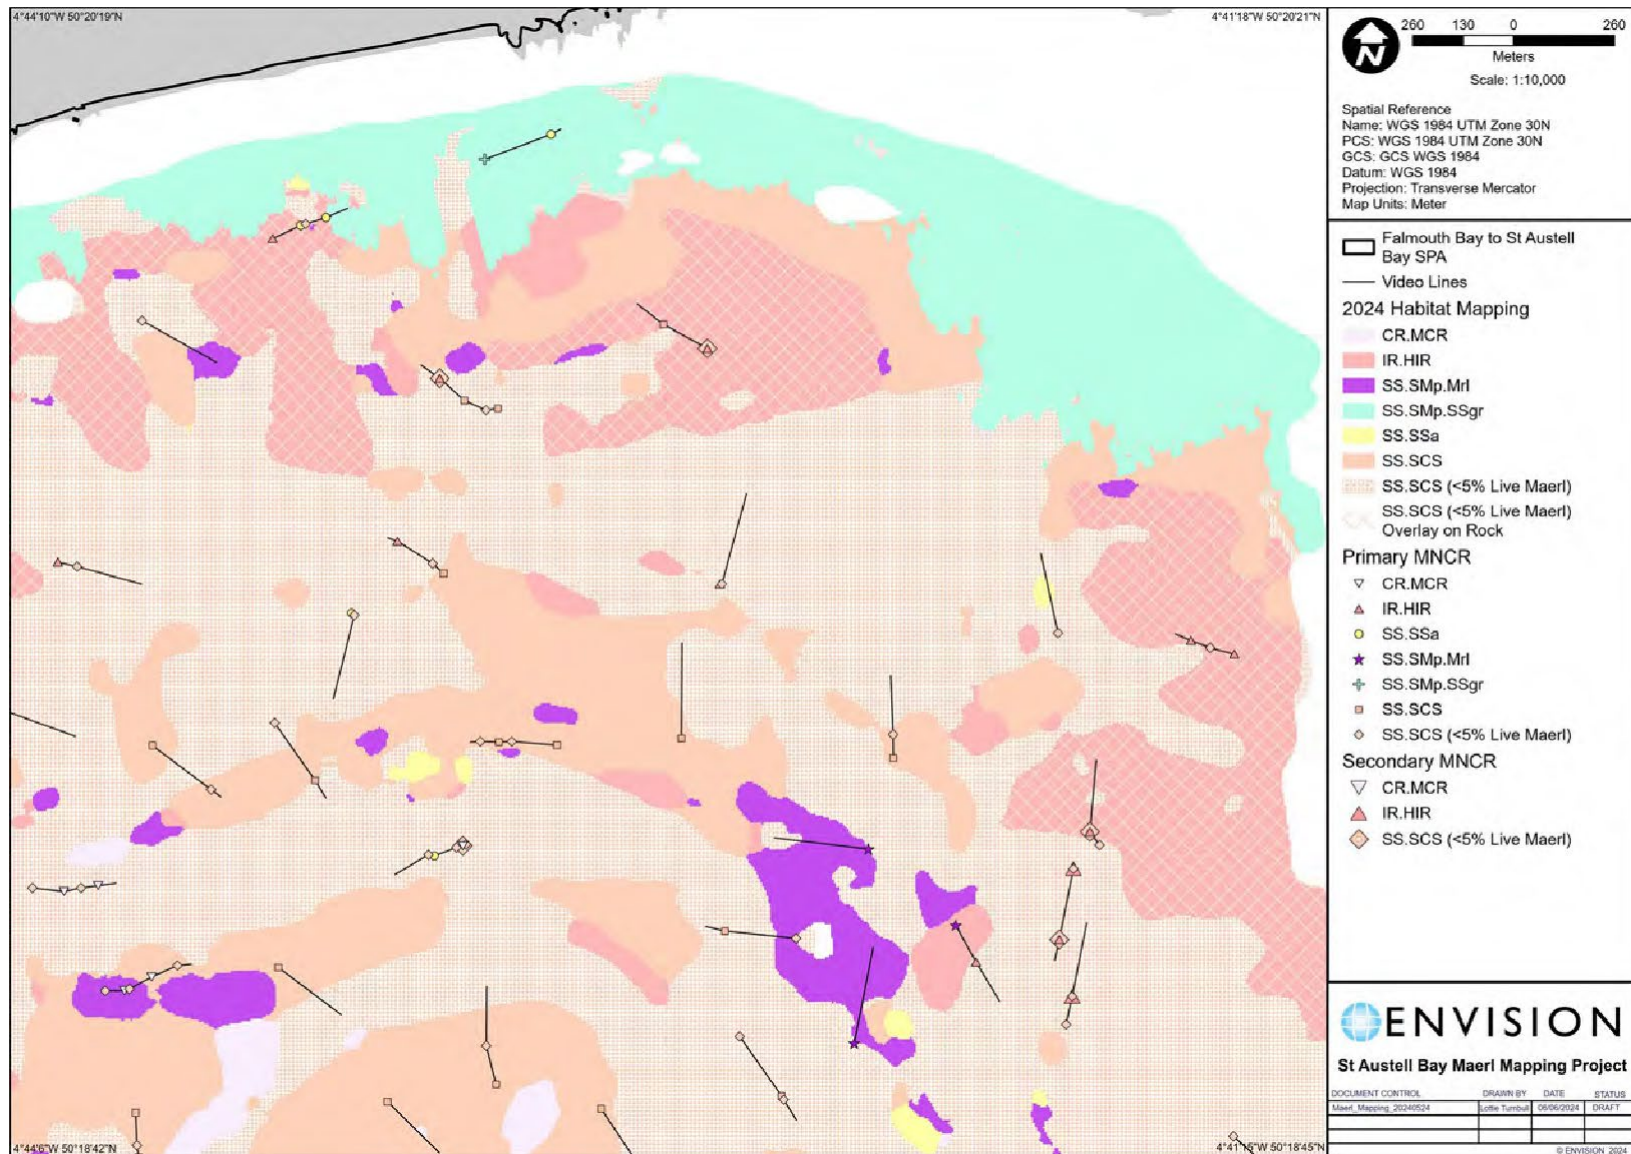 4°44'10"W 50°20'19"N
4°41'18"W 50°20'21"N
4°44'6"W 50°18'42"N
4°41'15"W 50°18'45"N
N
260 130 0 260
Meters
Scale: 1:10,000
Spatial Reference
Name: WGS 1984 UTM Zone 30N
PCS: WGS 1984 UTM Zone 30N
GCS: GCS WGS 1984
Datum: WGS 1984
Projection: Transverse Mercator
Map Units: Meter
Falmouth Bay to St Austell
Bay SPA
Video Lines
2024 Habitat Mapping
CR.MCR
IR.HIR
SS.SMp.Mrl
SS.SMp.SSgr
SS.SSa
SS.SCS
SS.SCS (<5% Live Maerl)
SS.SCS (<5% Live Maerl)
Overlay on Rock
Primary MNCR
CR.MCR
IR.HIR
SS.SSa
SS.SMp.Mrl
SS.SMp.SSgr
SS.SCS
SS.SCS (<5% Live Maerl)
Secondary MNCR
CR.MCR
IR.HIR
SS.SCS (<5% Live Maerl)
ENVISION
St Austell Bay Maerl Mapping Project
DOCUMENT CONTROL DRAWN BY DATE STATUS
Maerl_Mapping_20240524 Lottie Turnbull 06/06/2024 DRAFT
© ENVISION 2024